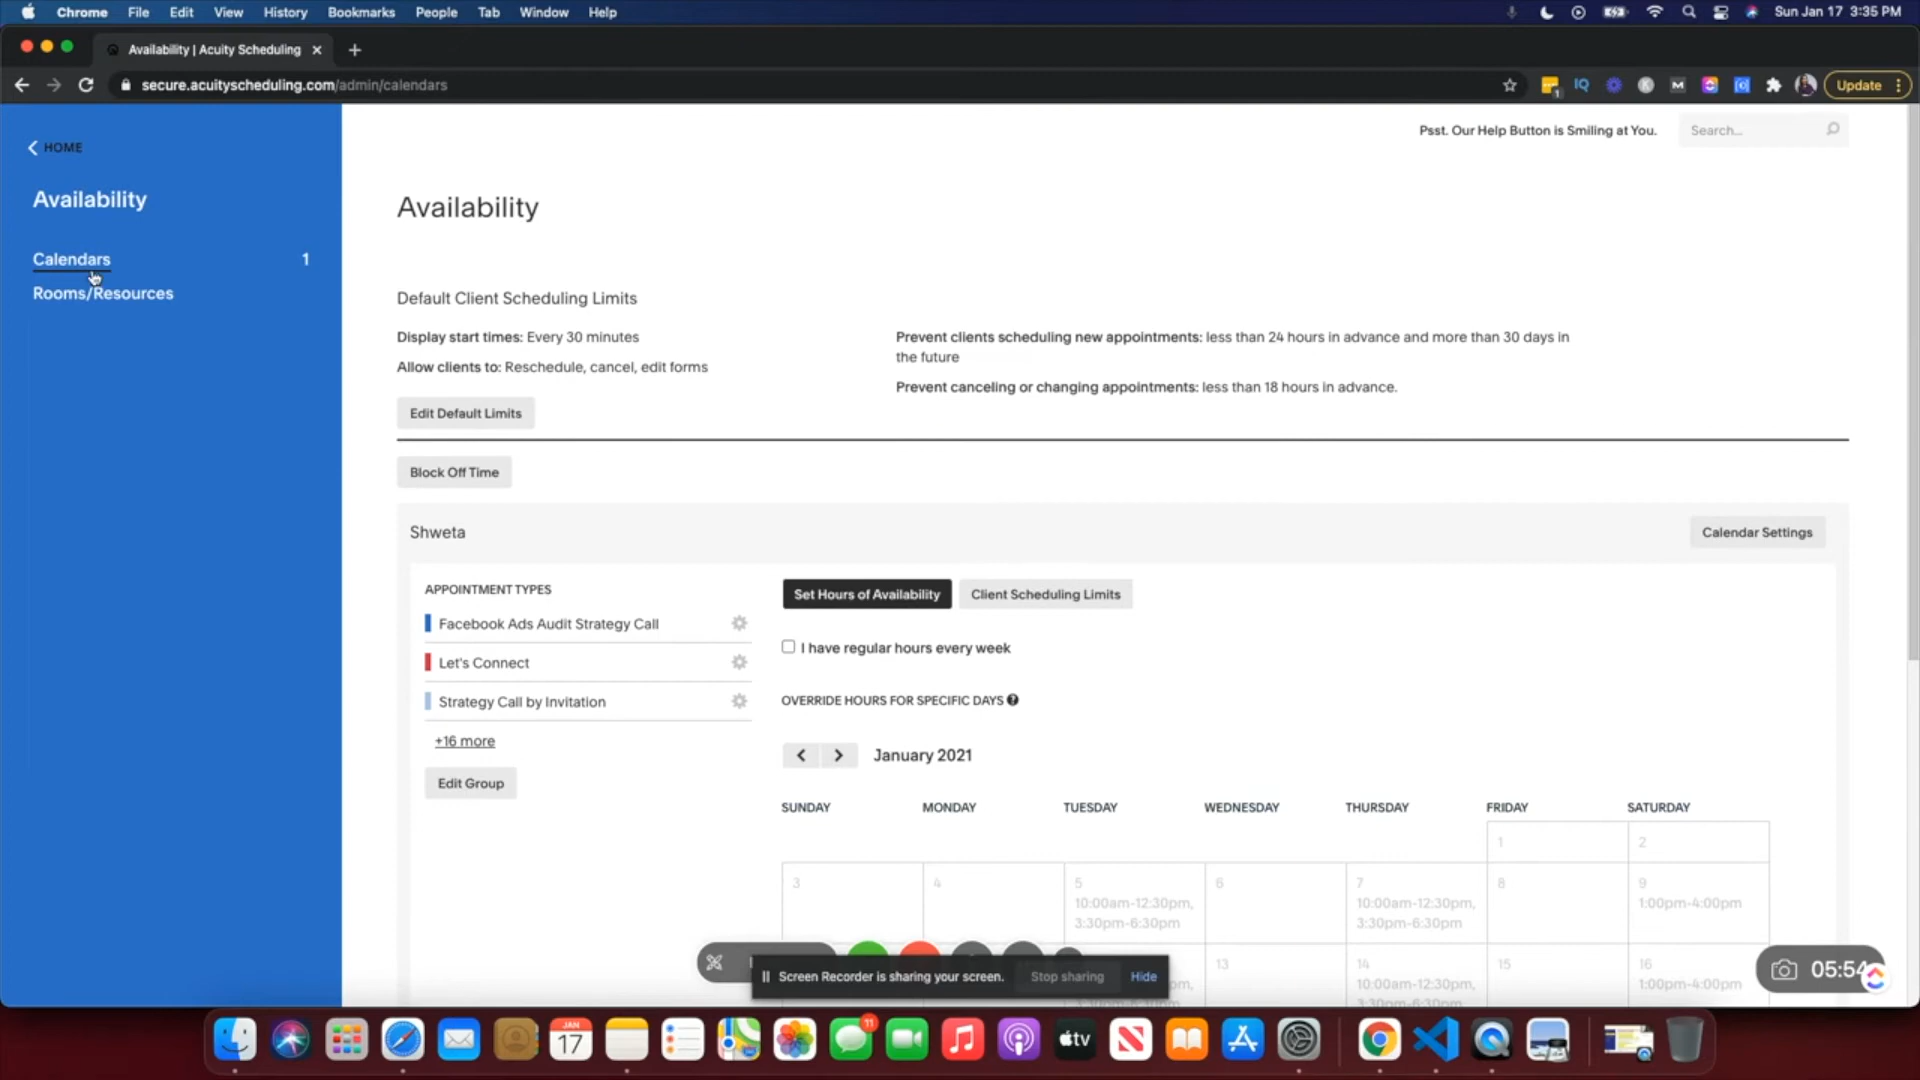 Chrome File Edit View History Bookmarks People Tab Window Help
Sun Jan 17 3:35 PM
Availability | Acuity Scheduling
secure.acuityscheduling.com/admin/calendars
1
IQ
M
Update
HOME
Psst. Our Help Button is Smiling at You.
Search...
Availability
Calendars 1
Rooms/Resources
Availability
Default Client Scheduling Limits
Display start times: Every 30 minutes
Allow clients to: Reschedule, cancel, edit forms
Prevent clients scheduling new appointments: less than 24 hours in advance and more than 30 days in
the future
Prevent canceling or changing appointments: less than 18 hours in advance.
Edit Default Limits
Block Off Time
Shweta
Calendar Settings
APPOINTMENT TYPES
Facebook Ads Audit Strategy Call
Let's Connect
Strategy Call by Invitation
+16 more
Edit Group
Set Hours of Availability
Client Scheduling Limits
I have regular hours every week
OVERRIDE HOURS FOR SPECIFIC DAYS ?
January 2021
SUNDAY MONDAY TUESDAY WEDNESDAY THURSDAY FRIDAY SATURDAY
1 2
3 4 5 6 7 8 9
10:00am-12:30pm, 10:00am-12:30pm, 1:00pm-4:00pm
3:30pm-6:30pm 3:30pm-6:30pm
13 14 15 16
10:00am-12:30pm, 1:00pm-4:00pm
3:30pm-6:30pm
Screen Recorder is sharing your screen.
Stop sharing
Hide
05:54
JAN
17
11
tv